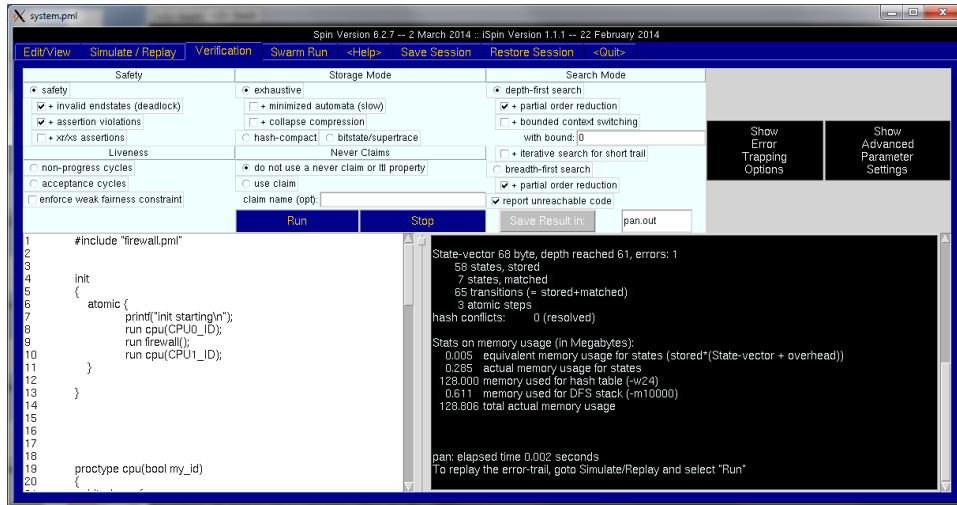 system.pml
Spin Version 6.2.7 -- 2 March 2014 :: iSpin Version 1.1.1 -- 22 February 2014
Edit/View Simulate / Replay Verification Swarm Run <Help> Save Session Restore Session <Quit>
Safety
safety
+ invalid endstates (deadlock)
+ assertion violations
+ xr/xs assertions
Liveness
non-progress cycles
acceptance cycles
enforce weak fairness constraint
Storage Mode
exhaustive
+ minimized automata (slow)
+ collapse compression
hash-compact bitstate/supertrace
Never Claims
do not use a never claim or ltl property
use claim
claim name (opt):
Run Stop
Search Mode
depth-first search
+ partial order reduction
+ bounded context switching
with bound: 0
+ iterative search for short trail
breadth-first search
+ partial order reduction
report unreachable code
Save Result in: pan.out
Show
Error
Trapping
Options
Show
Advanced
Parameter
Settings
1 #include "firewall.pml"
2
3
4 init
5 {
6 atomic {
7 printf("init starting\n");
8 run cpu(CPU0_ID);
9 run firewall();
10 run cpu(CPU1_ID);
11 }
12
13 }
14
15
16
17
18
19 proctype cpu(bool my_id)
20 {
State-vector 68 byte, depth reached 61, errors: 1
58 states, stored
7 states, matched
65 transitions (= stored+matched)
3 atomic steps
hash conflicts: 0 (resolved)
Stats on memory usage (in Megabytes):
0.005 equivalent memory usage for states (stored*(State-vector + overhead))
0.285 actual memory usage for states
128.000 memory used for hash table (-w24)
0.611 memory used for DFS stack (-m10000)
128.806 total actual memory usage
pan: elapsed time 0.002 seconds
To replay the error-trail, goto Simulate/Replay and select "Run"